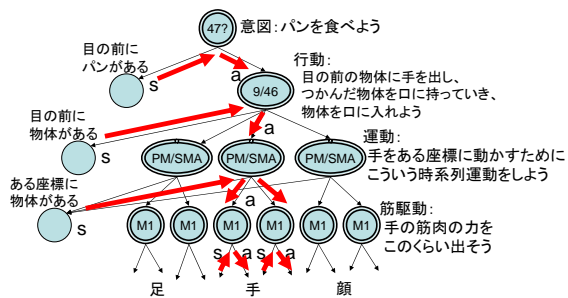 47?
意図：パンを食べよう
目の前に
パンがある
s
a
行動：
目の前の物体に手を出し、
つかんだ物体を口に持っていき、
物体を口に入れよう
9/46
目の前に
物体がある
s
a
PM/SMA
PM/SMA
PM/SMA
運動：
手をある座標に動かすために
こういう時系列運動をしよう
ある座標に
物体がある
s
a
M1
M1
M1
M1
M1
M1
筋駆動：
手の筋肉の力を
このくらい出そう
s
a
s
a
足
手
顔